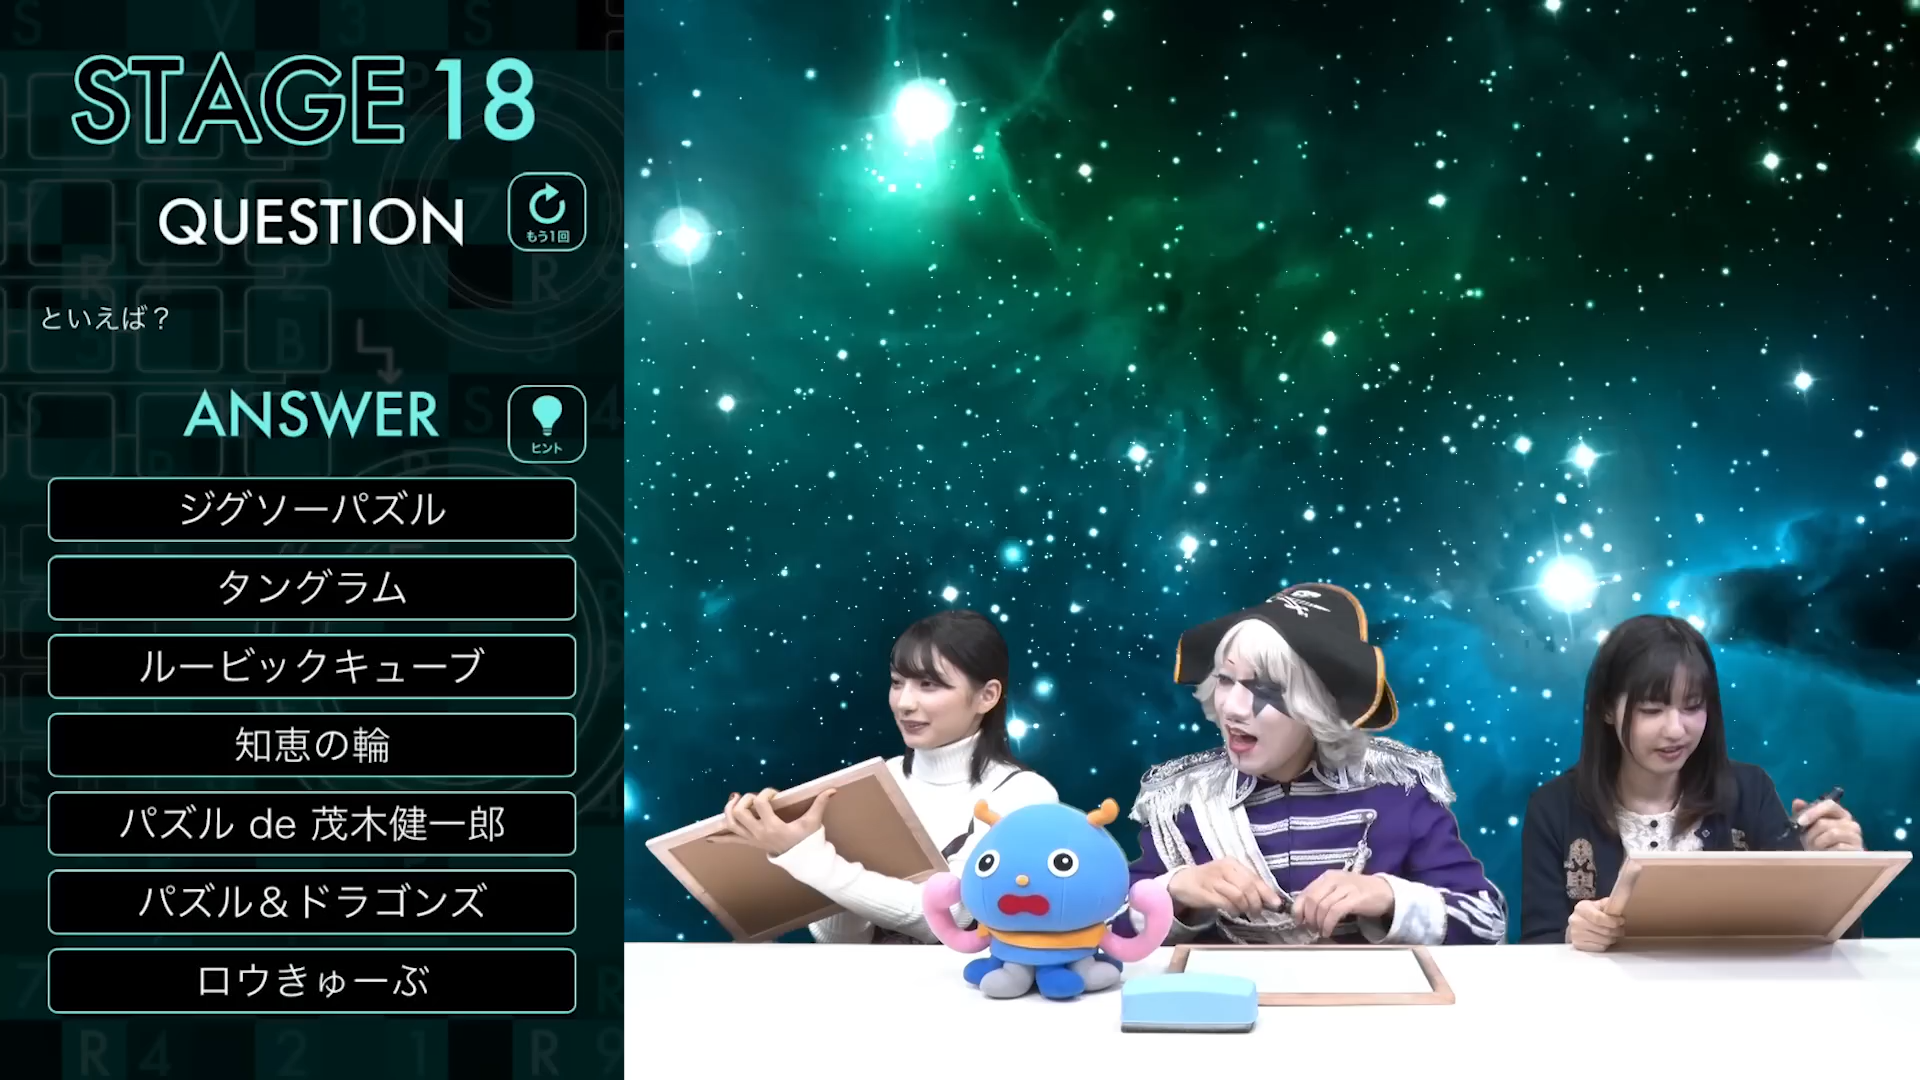 STAGE 18
QUESTION
もう1回
といえば？
ANSWER
ヒント
ジグソーパズル
タングラム
ルービックキューブ
知恵の輪
パズル de 茂木健一郎
パズル＆ドラゴンズ
ロウきゅーぶ